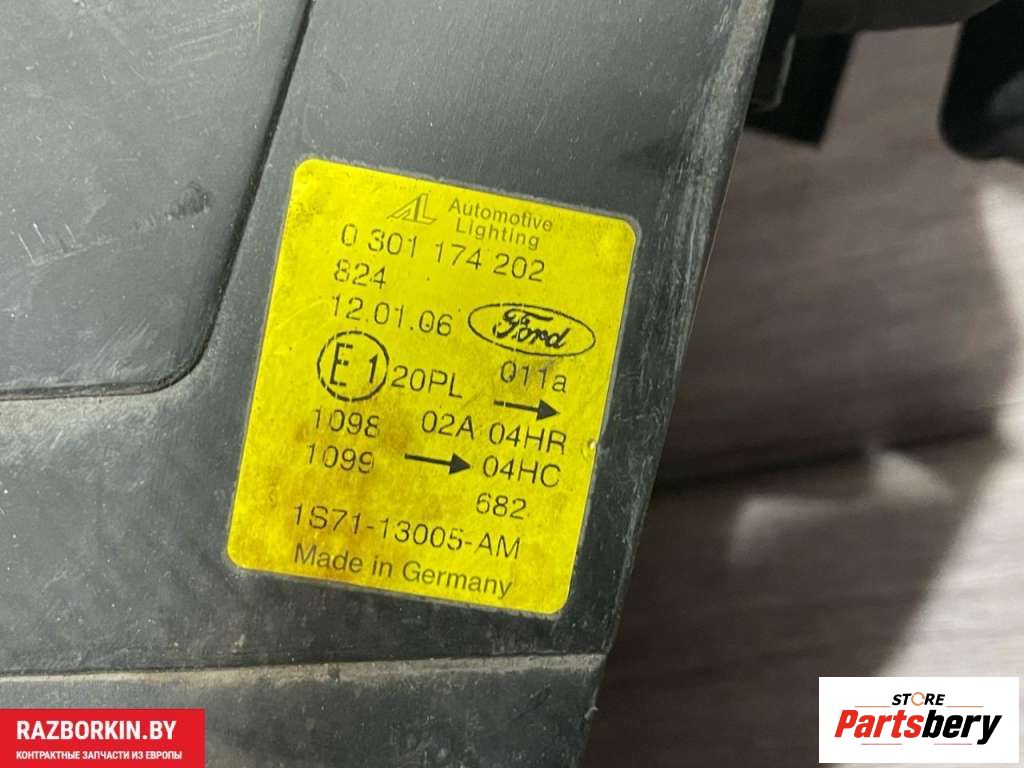 AL Automotive
Lighting
0 301 174 202
824
12.01.06 Ford
E1 20PL 011a
→
1098 02A 04HR
1099 → 04HC
682
1S71-13005-AM
Made in Germany
RAZBORKIN.BY
КОНТРАКТНЫЕ ЗАПЧАСТИ ИЗ ЕВРОПЫ
STORE
Partsbery